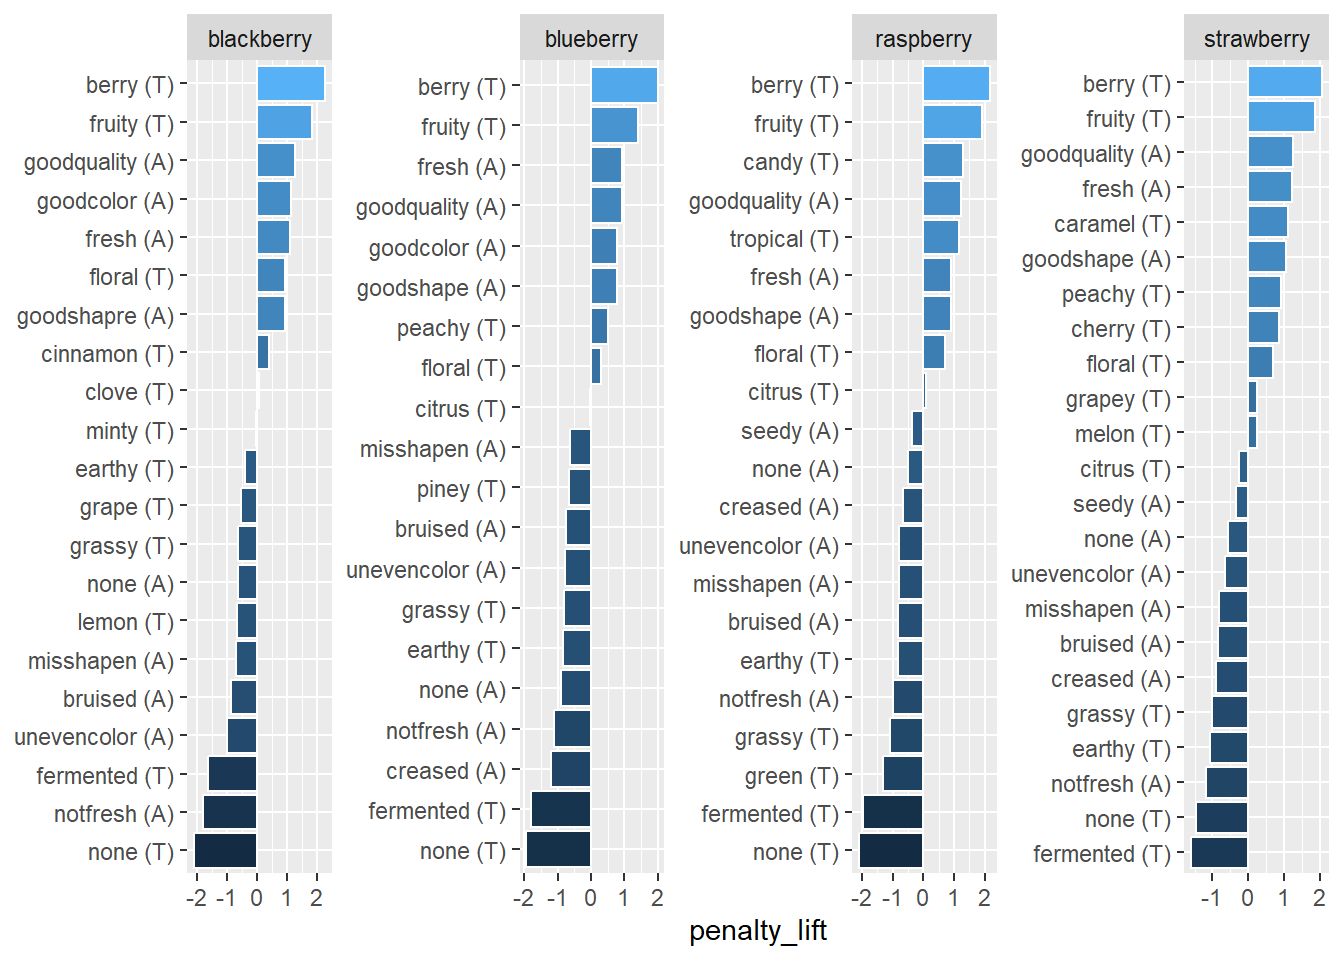 blackberry
berry (T)
fruity (T)
goodquality (A)
goodcolor (A)
fresh (A)
floral (T)
goodshapre (A)
cinnamon (T)
clove (T)
minty (T)
earthy (T)
grape (T)
grassy (T)
none (A)
lemon (T)
misshapen (A)
bruised (A)
unevencolor (A)
fermented (T)
notfresh (A)
none (T)
-2 -1 0 1 2
blueberry
berry (T)
fruity (T)
fresh (A)
goodquality (A)
goodcolor (A)
goodshape (A)
peachy (T)
floral (T)
citrus (T)
misshapen (A)
piney (T)
bruised (A)
unevencolor (A)
grassy (T)
earthy (T)
none (A)
notfresh (A)
creased (A)
fermented (T)
none (T)
-2 -1 0 1 2
raspberry
berry (T)
fruity (T)
candy (T)
goodquality (A)
tropical (T)
fresh (A)
goodshape (A)
floral (T)
citrus (T)
seedy (A)
none (A)
creased (A)
unevencolor (A)
misshapen (A)
bruised (A)
earthy (T)
notfresh (A)
grassy (T)
green (T)
fermented (T)
none (T)
-2 -1 0 1 2
strawberry
berry (T)
fruity (T)
goodquality (A)
fresh (A)
caramel (T)
goodshape (A)
peachy (T)
cherry (T)
floral (T)
grapey (T)
melon (T)
citrus (T)
seedy (A)
none (A)
unevencolor (A)
misshapen (A)
bruised (A)
creased (A)
grassy (T)
earthy (T)
notfresh (A)
none (T)
fermented (T)
-1 0 1 2
penalty_lift